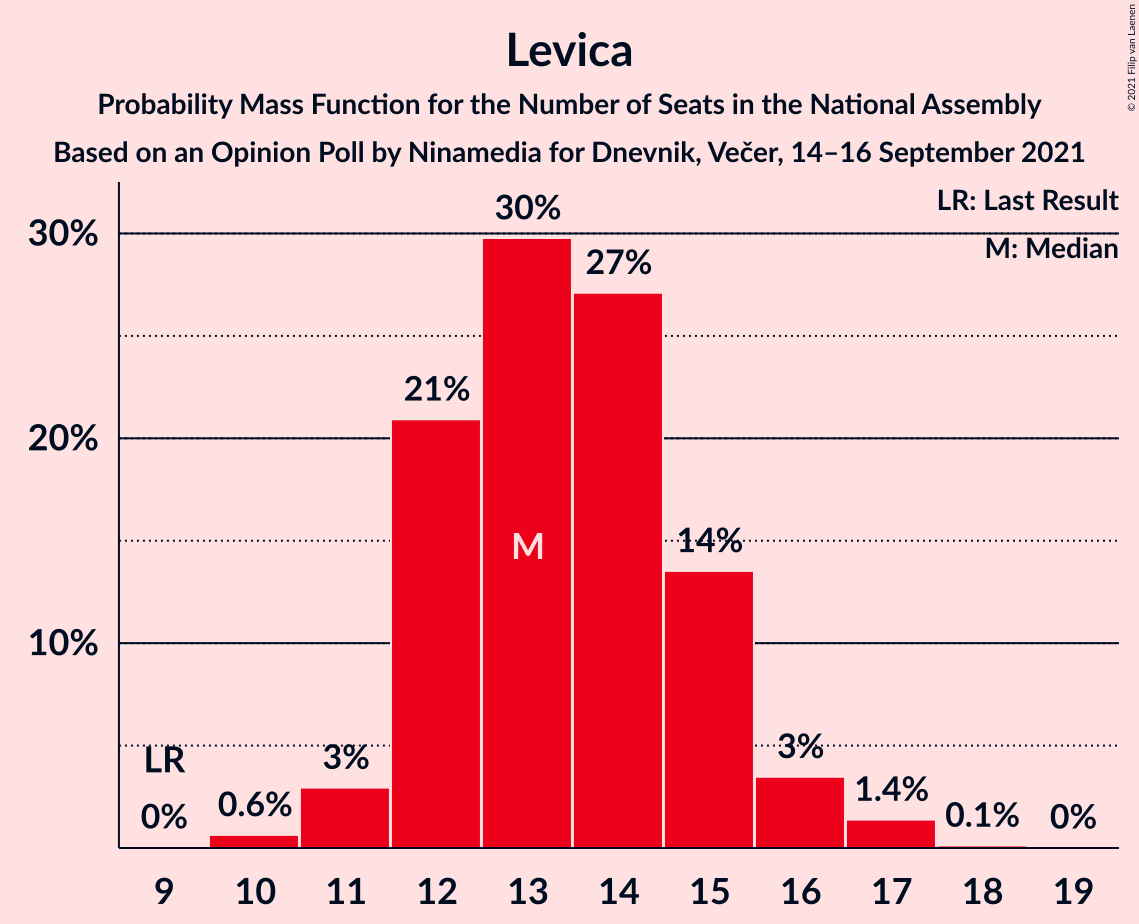 Levica
Probability Mass Function for the Number of Seats in the National Assembly
Based on an Opinion Poll by Ninamedia for Dnevnik, Večer, 14–16 September 2021
© 2021 Filip van Laenen
LR: Last Result
M: Median
30%
20%
10%
LR
0%
0.6%
3%
21%
30%
M
27%
14%
3%
1.4%
0.1%
0%
9 10 11 12 13 14 15 16 17 18 19